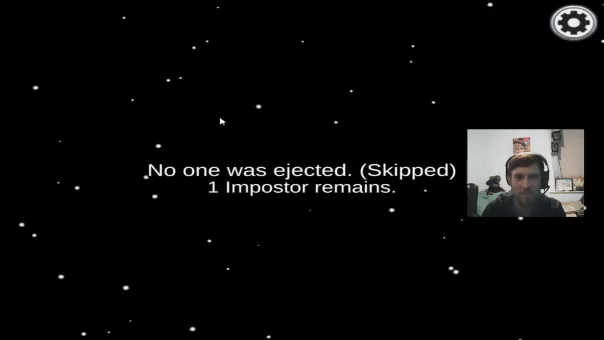 No one was ejected. (Skipped)
1 Impostor remains.